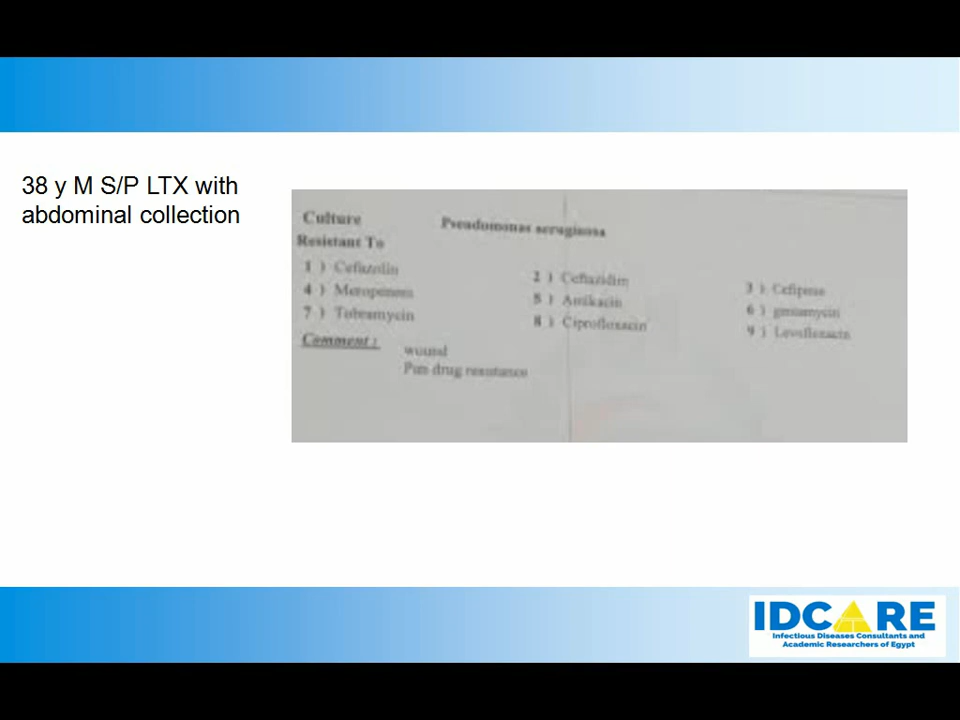 38 y M S/P LTX with
abdominal collection
Culture Pseudomonas aeruginosa
Resistant To
1 ) Cefazolin 2 ) Ceftazidim 3 ) Cefipeme
4 ) Meropenem 5 ) Amikacin 6 )
7 ) Tobramycin 8 ) Ciprofloxacin 9 ) Levofloxacin
Comment :
wound
Pan drug resistance
IDCARE
Infectious Diseases Consultants and
Academic Researchers of Egypt